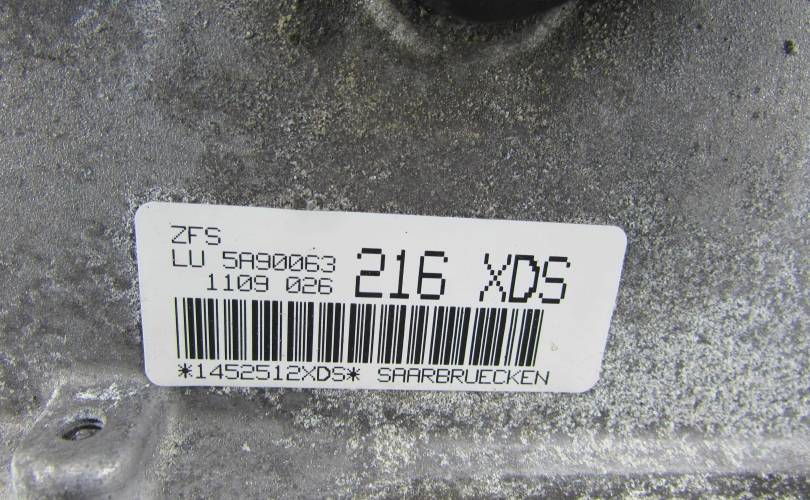 ZFS
LU 5A90063 216 XDS
1109 026
*1452512XDS* SAARBRUECKEN